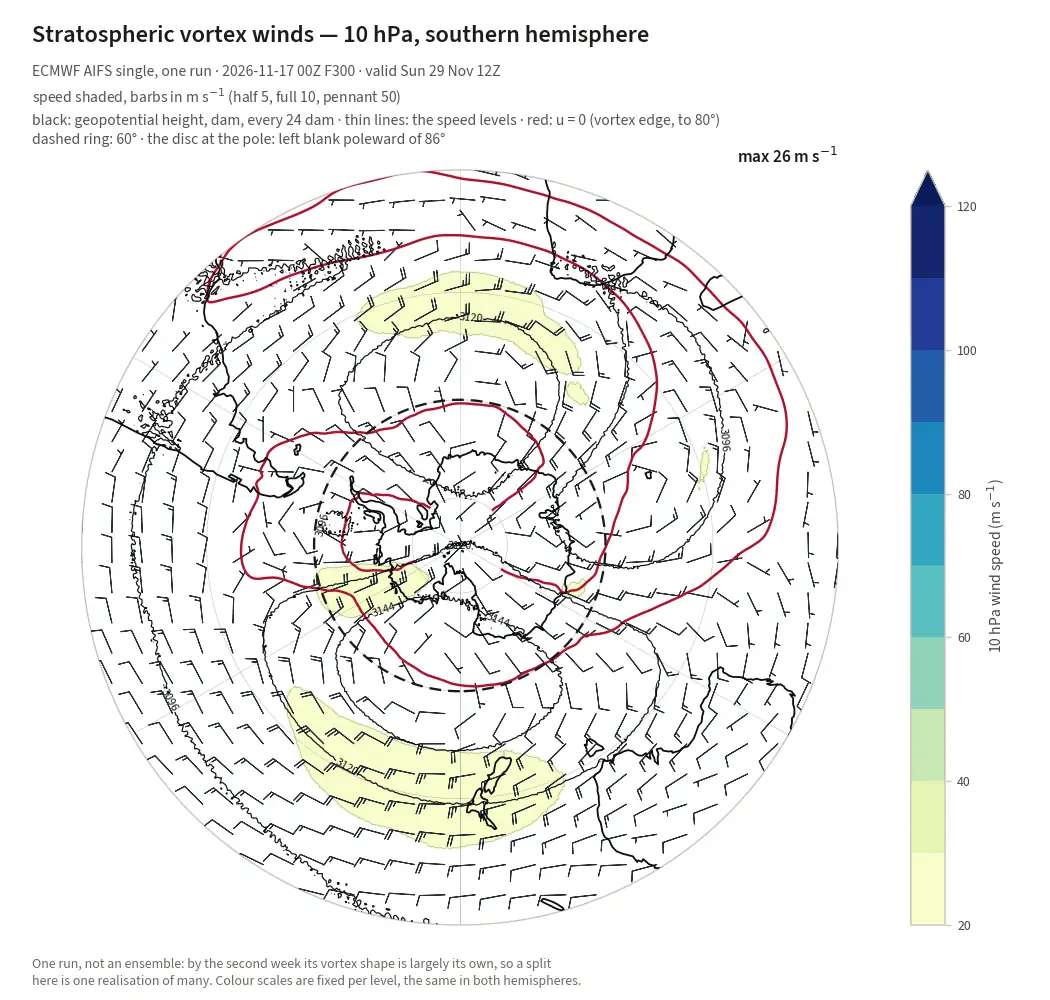 Stratospheric vortex winds — 10 hPa, southern hemisphere
ECMWF AIFS single, one run · 2026-11-17 00Z F300 · valid Sun 29 Nov 12Z
speed shaded, barbs in m s⁻¹ (half 5, full 10, pennant 50)
black: geopotential height, dam, every 24 dam · thin lines: the speed levels · red: u = 0 (vortex edge, to 80°)
dashed ring: 60° · the disc at the pole: left blank poleward of 86°
max 26 m s⁻¹
120
100
80
60
40
20
10 hPa wind speed (m s⁻¹)
3120
3096
3096
3144
3144
3096
3120
One run, not an ensemble: by the second week its vortex shape is largely its own, so a split
here is one realisation of many. Colour scales are fixed per level, the same in both hemispheres.